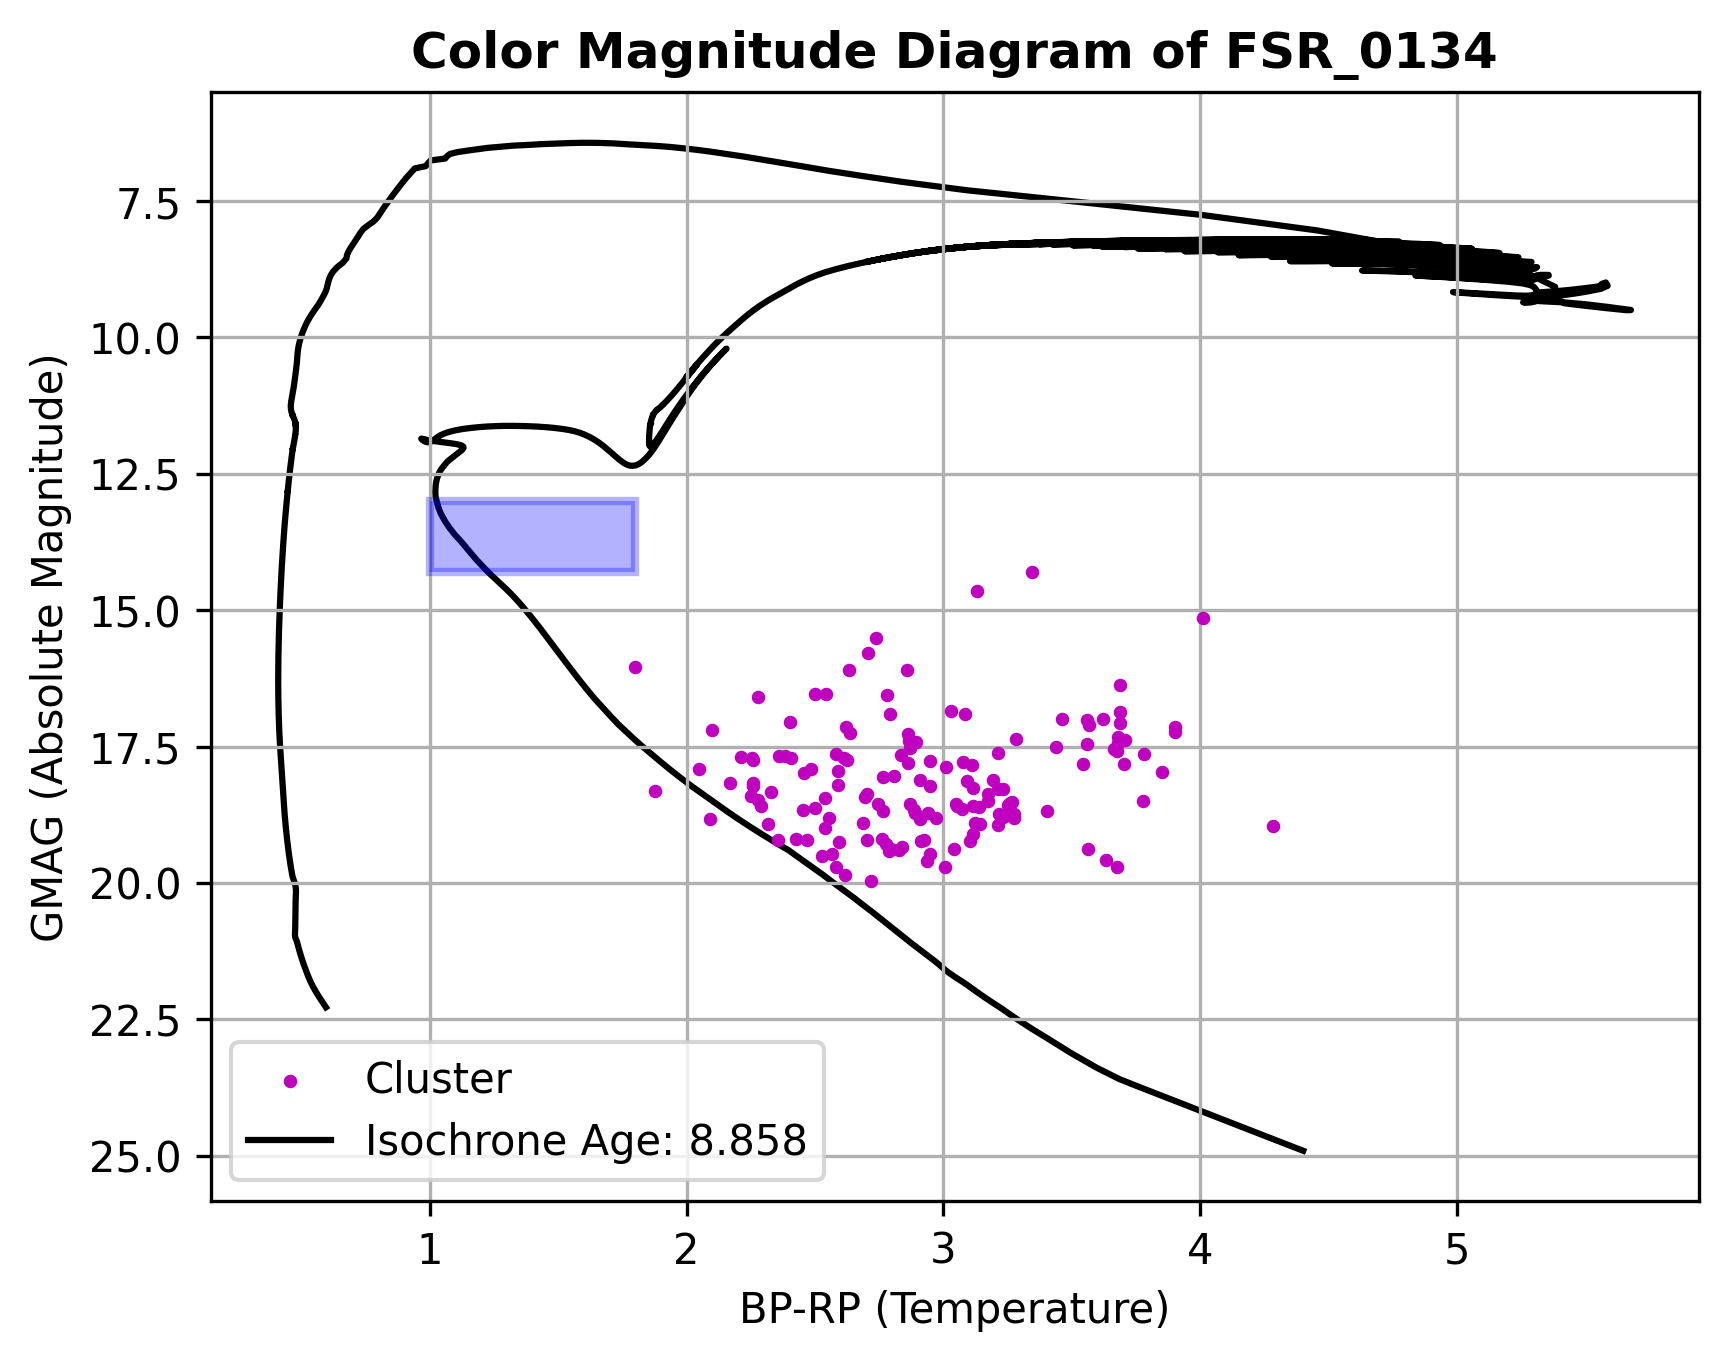 Color Magnitude Diagram of FSR_0134
GMAG (Absolute Magnitude)
7.5
10.0
12.5
15.0
17.5
20.0
22.5
25.0
Cluster
Isochrone Age: 8.858
1
2
3
4
5
BP-RP (Temperature)